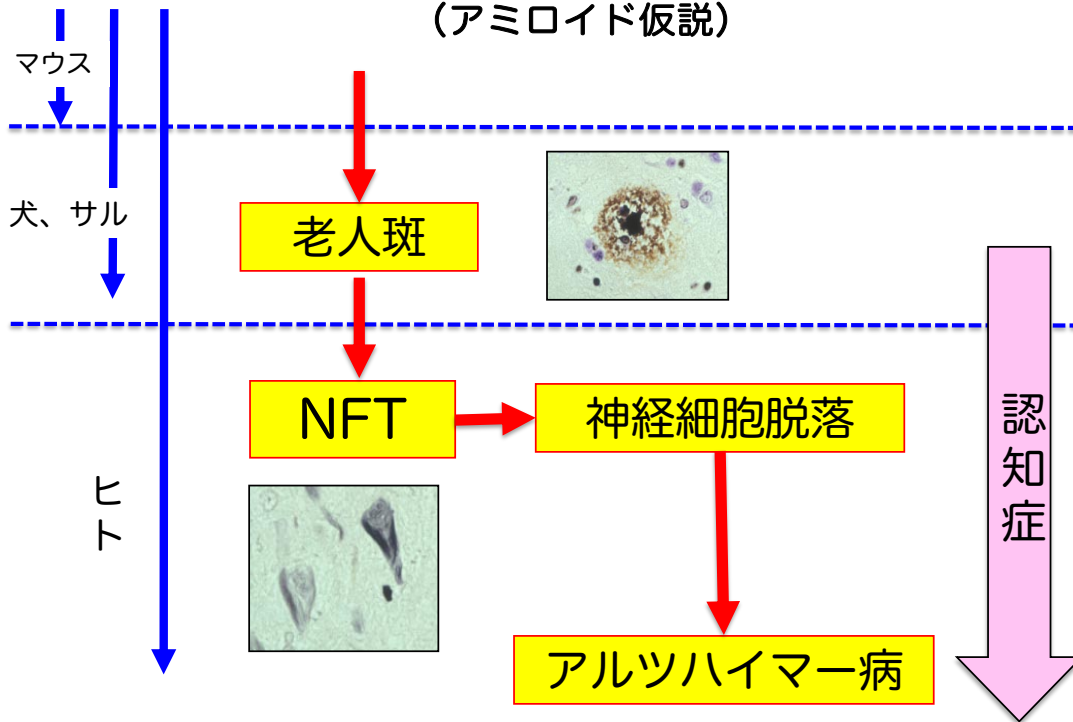 （アミロイド仮説）
マウス
犬、サル
老人斑
NFT
神経細胞脱落
認知症
ヒト
アルツハイマー病